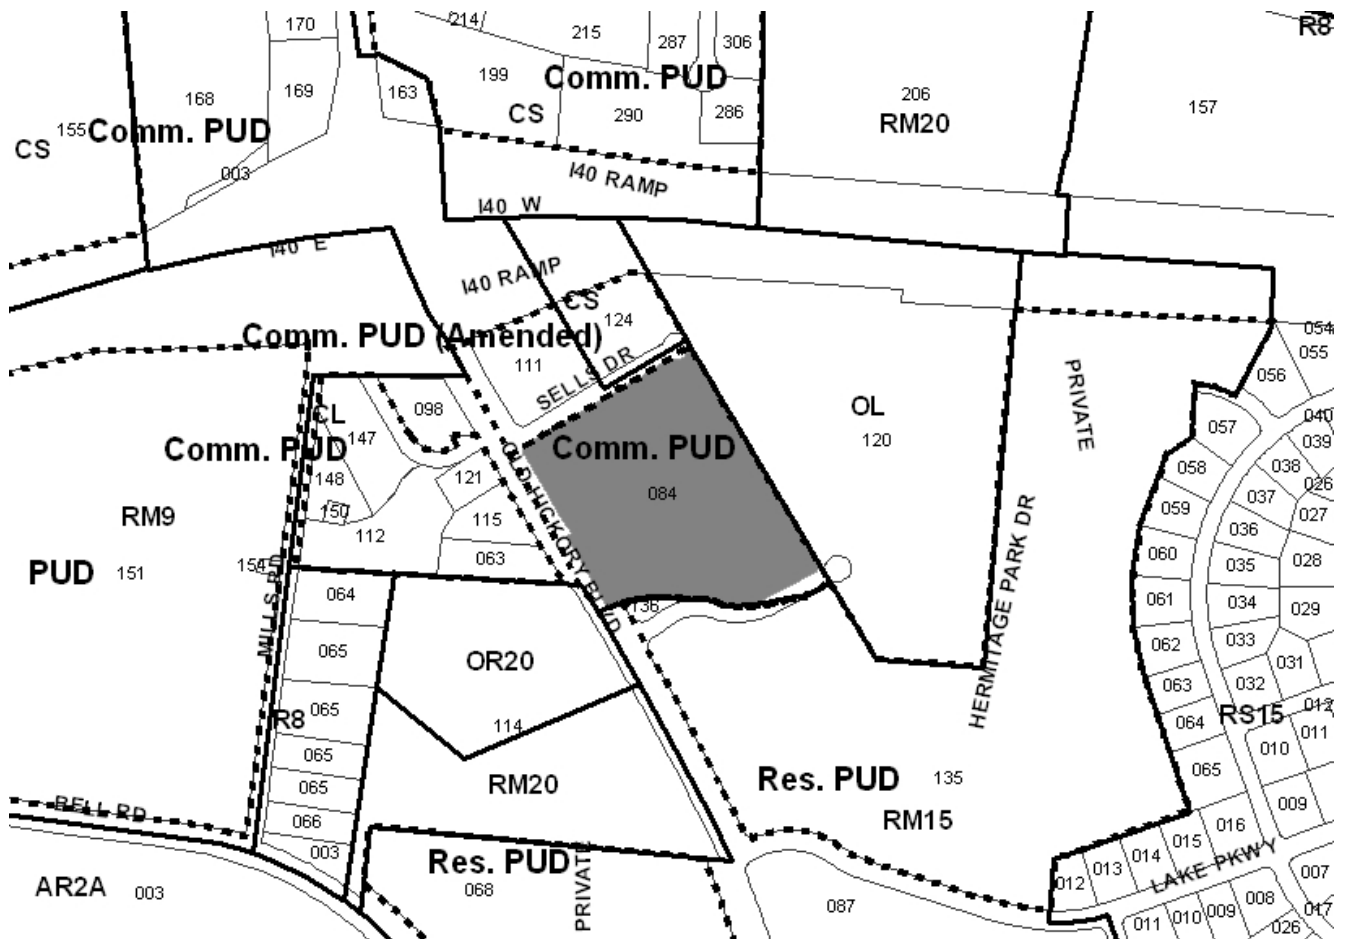 170
214
215
287
306
R8
168
169
163
199
Comm. PUD
290
286
206
RM20
157
CS
155
Comm. PUD
CS
003
I40 RAMP
I40 W
I40 E
I40 RAMP
CS
124
Comm. PUD (Amended)
111
SELLS DR
054
055
056
PRIVATE
OL
120
040
057
039
038
058
026
037
027
059
036
060
028
035
061
034
029
033
062
031
032
063
012
064
RS15
011
010
065
009
CL
098
147
Comm. PUD
148
121
150
115
112
063
OLD HICKORY BLVD
Comm. PUD
084
136
HERMITAGE PARK DR
RM9
PUD
151
154
MILLS RD
064
065
065
R8
065
065
066
003
OR20
114
RM20
Res. PUD
135
RM15
BELL RD
AR2A
003
Res. PUD
068
PRIVATE
087
016
015
014
013
012
LAKE PKWY
007
008
009
010
011
017
026